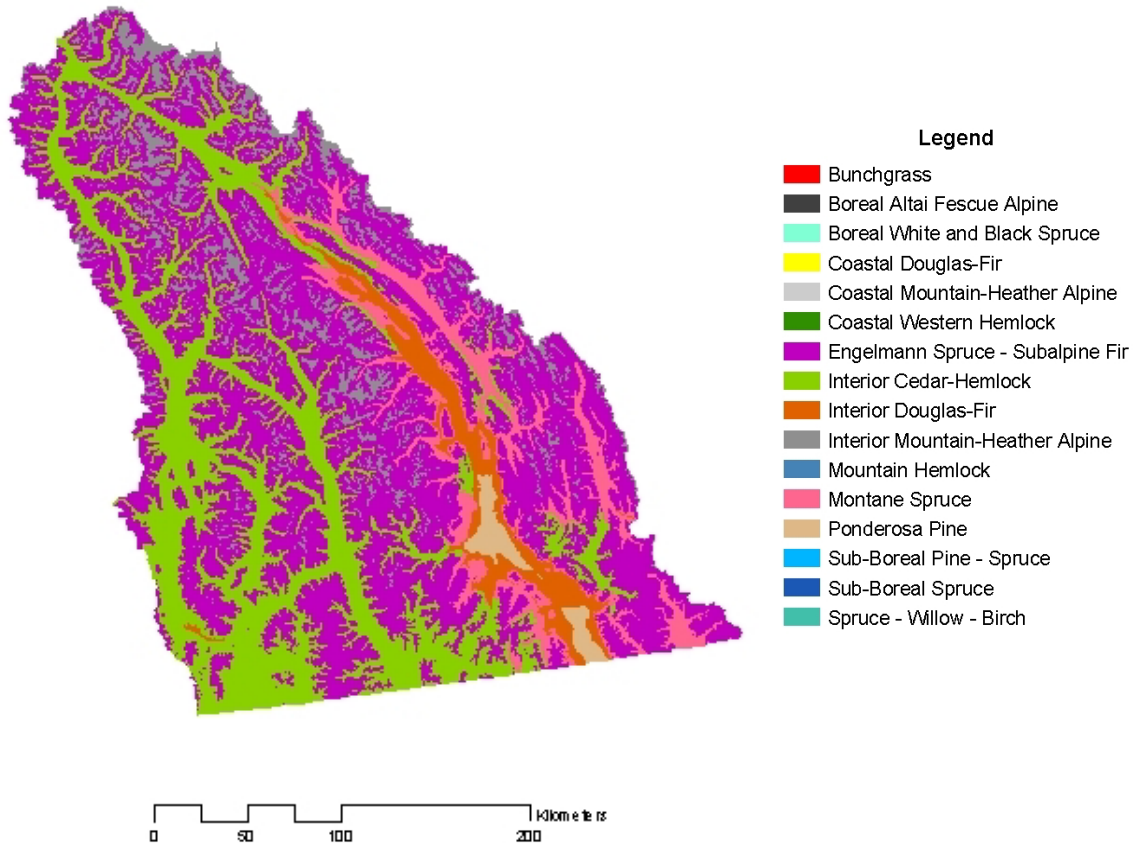 Legend
Bunchgrass
Boreal Altai Fescue Alpine
Boreal White and Black Spruce
Coastal Douglas-Fir
Coastal Mountain-Heather Alpine
Coastal Western Hemlock
Engelmann Spruce - Subalpine Fir
Interior Cedar-Hemlock
Interior Douglas-Fir
Interior Mountain-Heather Alpine
Mountain Hemlock
Montane Spruce
Ponderosa Pine
Sub-Boreal Pine - Spruce
Sub-Boreal Spruce
Spruce - Willow - Birch
Kilometers
0 50 100 200